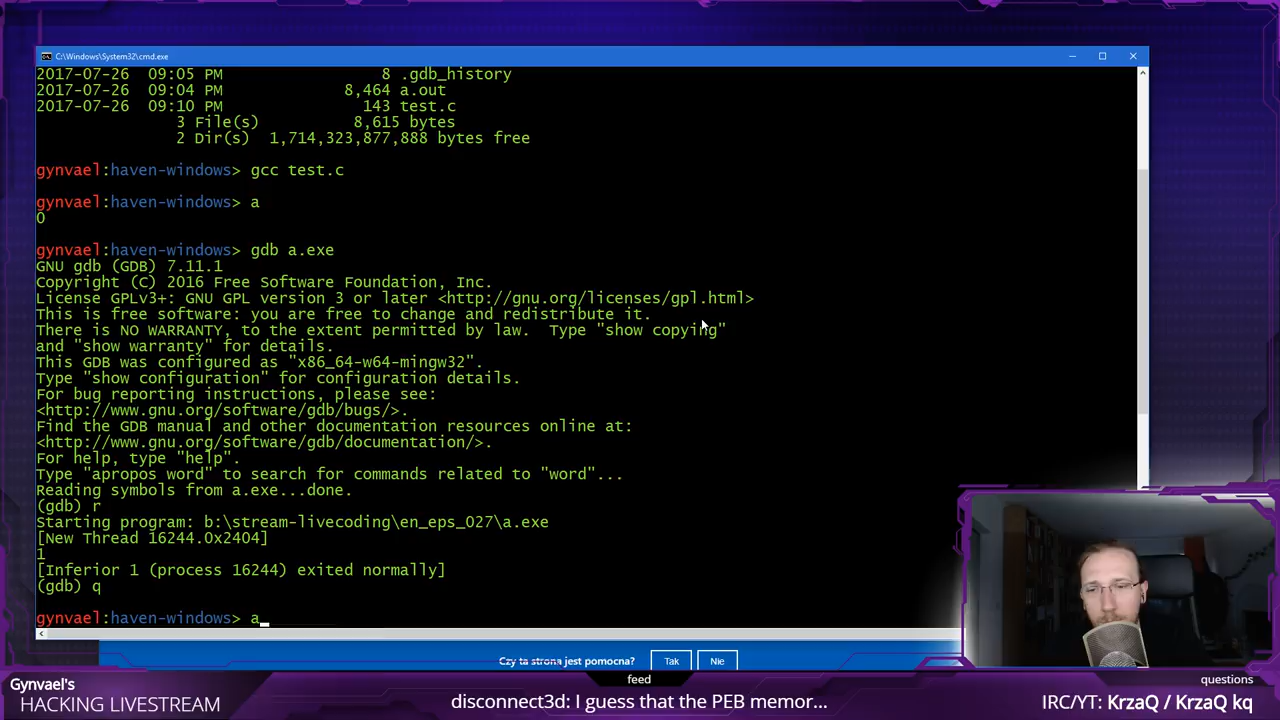 C:\Windows\System32\cmd.exe
2017-07-26  09:05 PM                 8 .gdb_history
2017-07-26  09:04 PM             8,464 a.out
2017-07-26  09:10 PM               143 test.c
3 File(s)          8,615 bytes
2 Dir(s)  1,714,323,877,888 bytes free
gynvael:haven-windows> gcc test.c
gynvael:haven-windows> a
0
gynvael:haven-windows> gdb a.exe
GNU gdb (GDB) 7.11.1
Copyright (C) 2016 Free Software Foundation, Inc.
License GPLv3+: GNU GPL version 3 or later <http://gnu.org/licenses/gpl.html>
This is free software: you are free to change and redistribute it.
There is NO WARRANTY, to the extent permitted by law.  Type "show copying"
and "show warranty" for details.
This GDB was configured as "x86_64-w64-mingw32".
Type "show configuration" for configuration details.
For bug reporting instructions, please see:
<http://www.gnu.org/software/gdb/bugs/>.
Find the GDB manual and other documentation resources online at:
<http://www.gnu.org/software/gdb/documentation/>.
For help, type "help".
Type "apropos word" to search for commands related to "word"...
Reading symbols from a.exe...done.
(gdb) r
Starting program: b:\stream-livecoding\en_eps_027\a.exe
[New Thread 16244.0x2404]
1
[Inferior 1 (process 16244) exited normally]
(gdb) q
gynvael:haven-windows> a_
Czy ta strona jest pomocna? Tak Nie
Gynvael's
HACKING LIVESTREAM
feed
disconnect3d: I guess that the PEB memor...
questions
IRC/YT: KrzaQ / KrzaQ kq